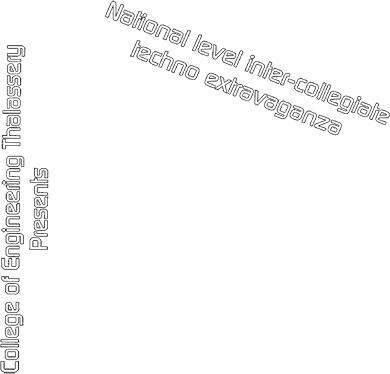 College of Engineering Thalassery
Presents
National level inter-collegiate
techno extravaganza